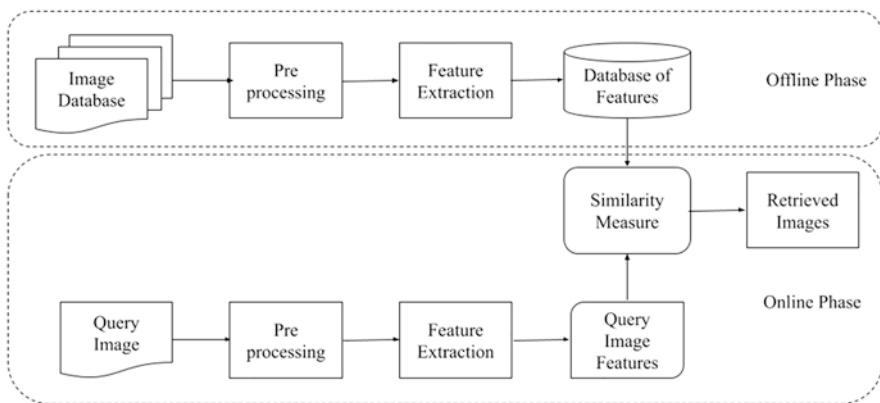 Image
Database
Pre
processing
Feature
Extraction
Database of
Features
Offline Phase
Similarity
Measure
Retrieved
Images
Query
Image
Pre
processing
Feature
Extraction
Query
Image
Features
Online Phase